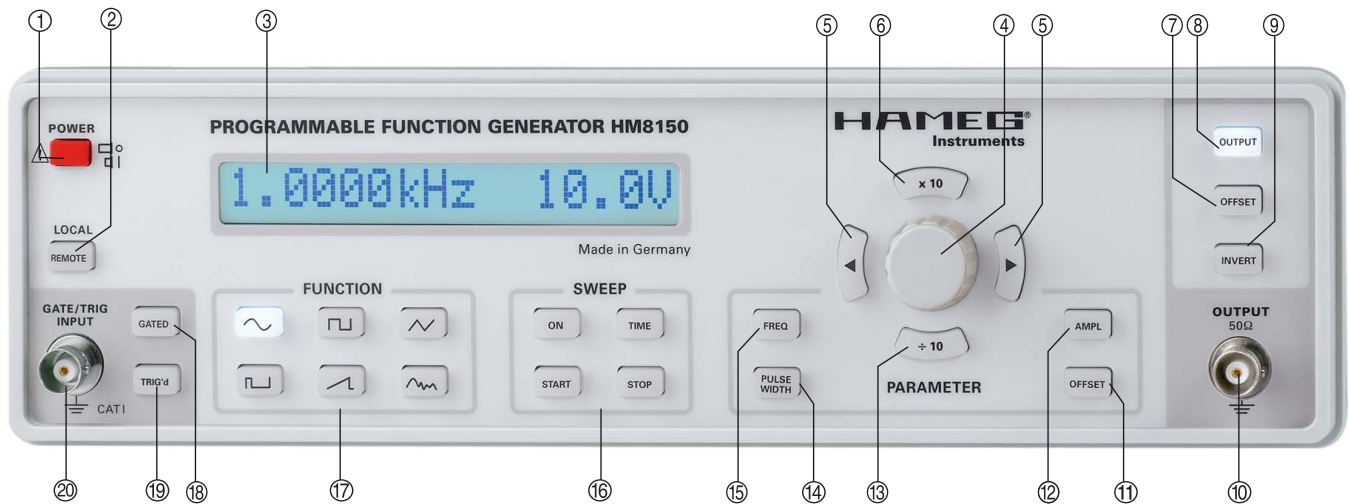 ① ② ③ ⑤ ⑥ ④ ⑤ ⑦ ⑧ ⑨
POWER
PROGRAMMABLE FUNCTION GENERATOR HM8150
HAMEG®
Instruments
1.0000kHz 10.0V
Made in Germany
LOCAL
REMOTE
x 10
◀ ▶
÷ 10
PARAMETER
OUTPUT
OFFSET
INVERT
GATE/TRIG
INPUT
GATED
TRIG'd
CAT I
FUNCTION
SWEEP
ON TIME
START STOP
FREQ
PULSE
WIDTH
AMPL
OFFSET
OUTPUT
50Ω
⑳ ⑲ ⑱ ⑰ ⑯ ⑮ ⑭ ⑬ ⑫ ⑪ ⑩